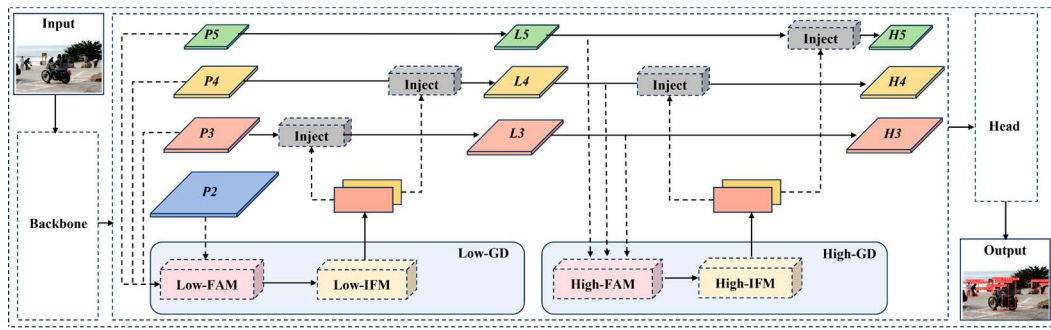 Input
P5
L5
Inject
H5
P4
Inject
L4
Inject
H4
P3
Inject
L3
H3
Head
P2
Backbone
Low-GD
High-GD
Output
Low-FAM
Low-IFM
High-FAM
High-IFM